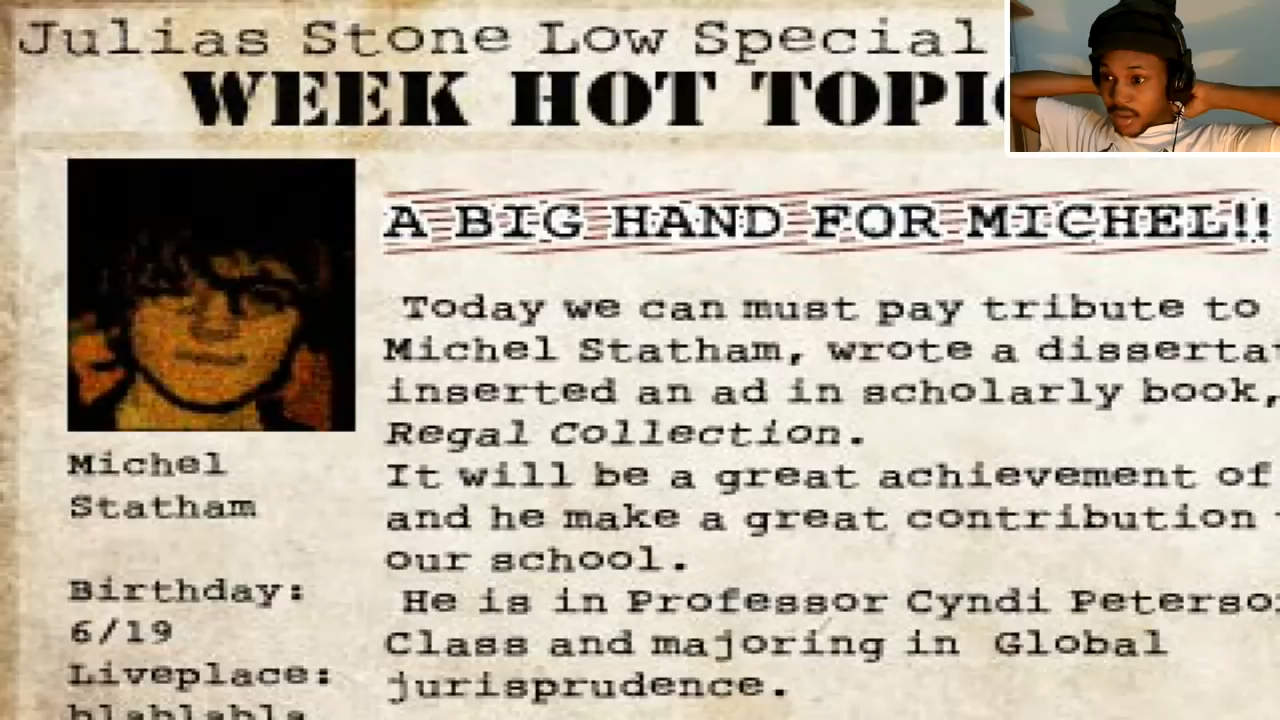 Julias Stone Low Special
WEEK HOT TOPIC
A BIG HAND FOR MICHEL!!
Today we can must pay tribute to
Michel Statham, wrote a disserta
inserted an ad in scholarly book,
Regal Collection.
It will be a great achievement of
and he make a great contribution
our school.
He is in Professor Cyndi Peterso
Class and majoring in Global
jurisprudence.
Michel
Statham
Birthday:
6/19
Liveplace:
blablabla